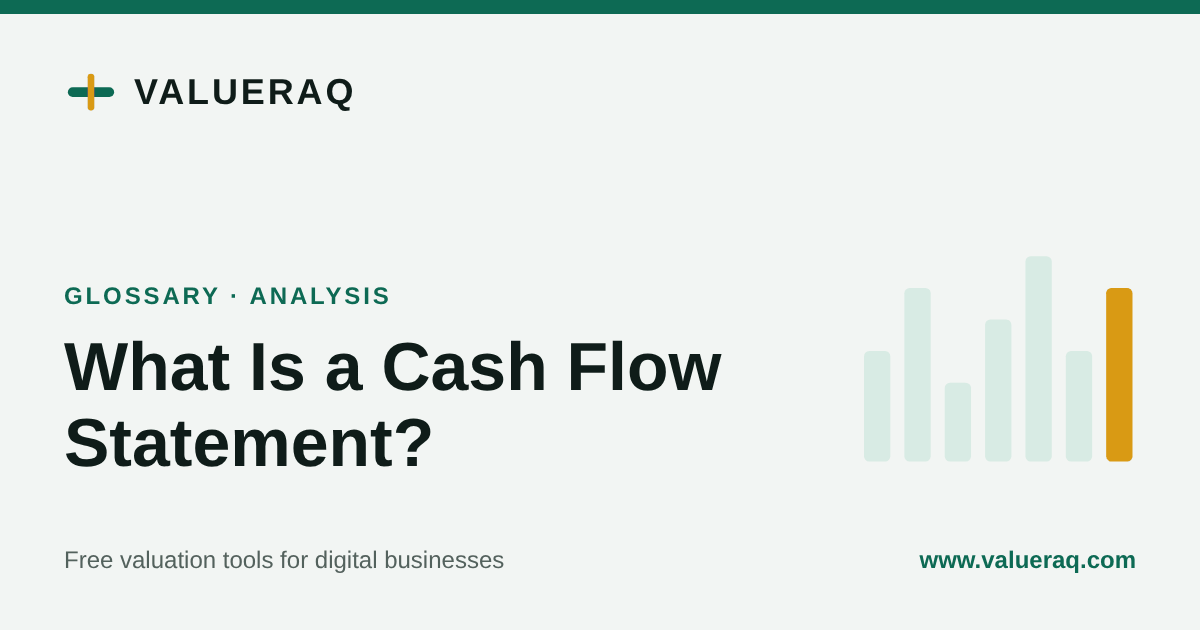 VALUERAQ
GLOSSARY · ANALYSIS
What Is a Cash Flow
Statement?
Free valuation tools for digital businesses
www.valueraq.com